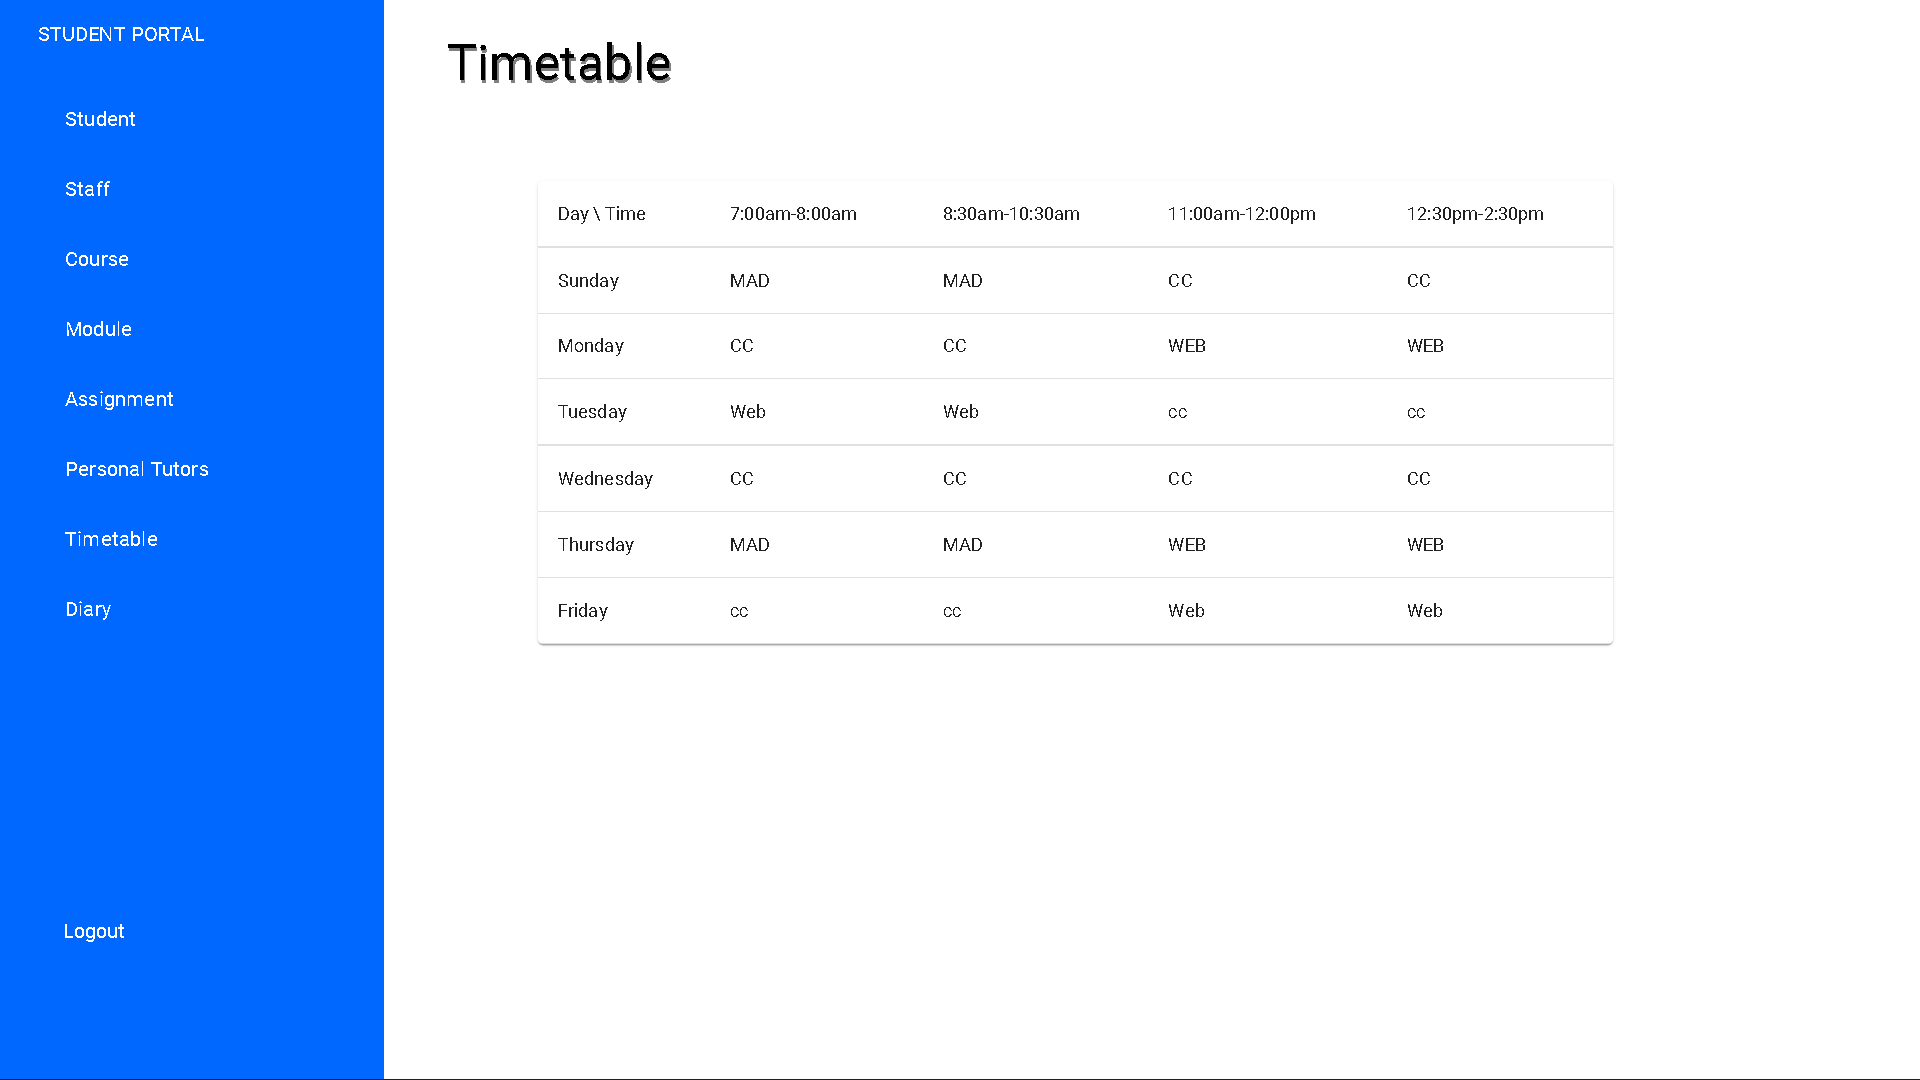 STUDENT PORTAL
Student
Staff
Course
Module
Assignment
Personal Tutors
Timetable
Diary
Logout
Timetable
Day \ Time 7:00am-8:00am 8:30am-10:30am 11:00am-12:00pm 12:30pm-2:30pm
Sunday MAD MAD CC CC
Monday CC CC WEB WEB
Tuesday Web Web cc cc
Wednesday CC CC CC CC
Thursday MAD MAD WEB WEB
Friday cc cc Web Web